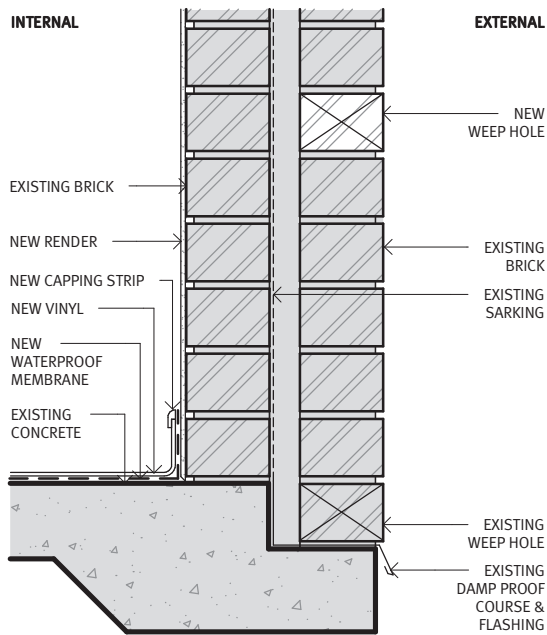 INTERNAL
EXTERNAL
NEW
WEEP HOLE
EXISTING BRICK
NEW RENDER
EXISTING
BRICK
NEW CAPPING STRIP
EXISTING
SARKING
NEW VINYL
NEW
WATERPROOF
MEMBRANE
EXISTING
CONCRETE
EXISTING
WEEP HOLE
EXISTING
DAMP PROOF
COURSE &
FLASHING